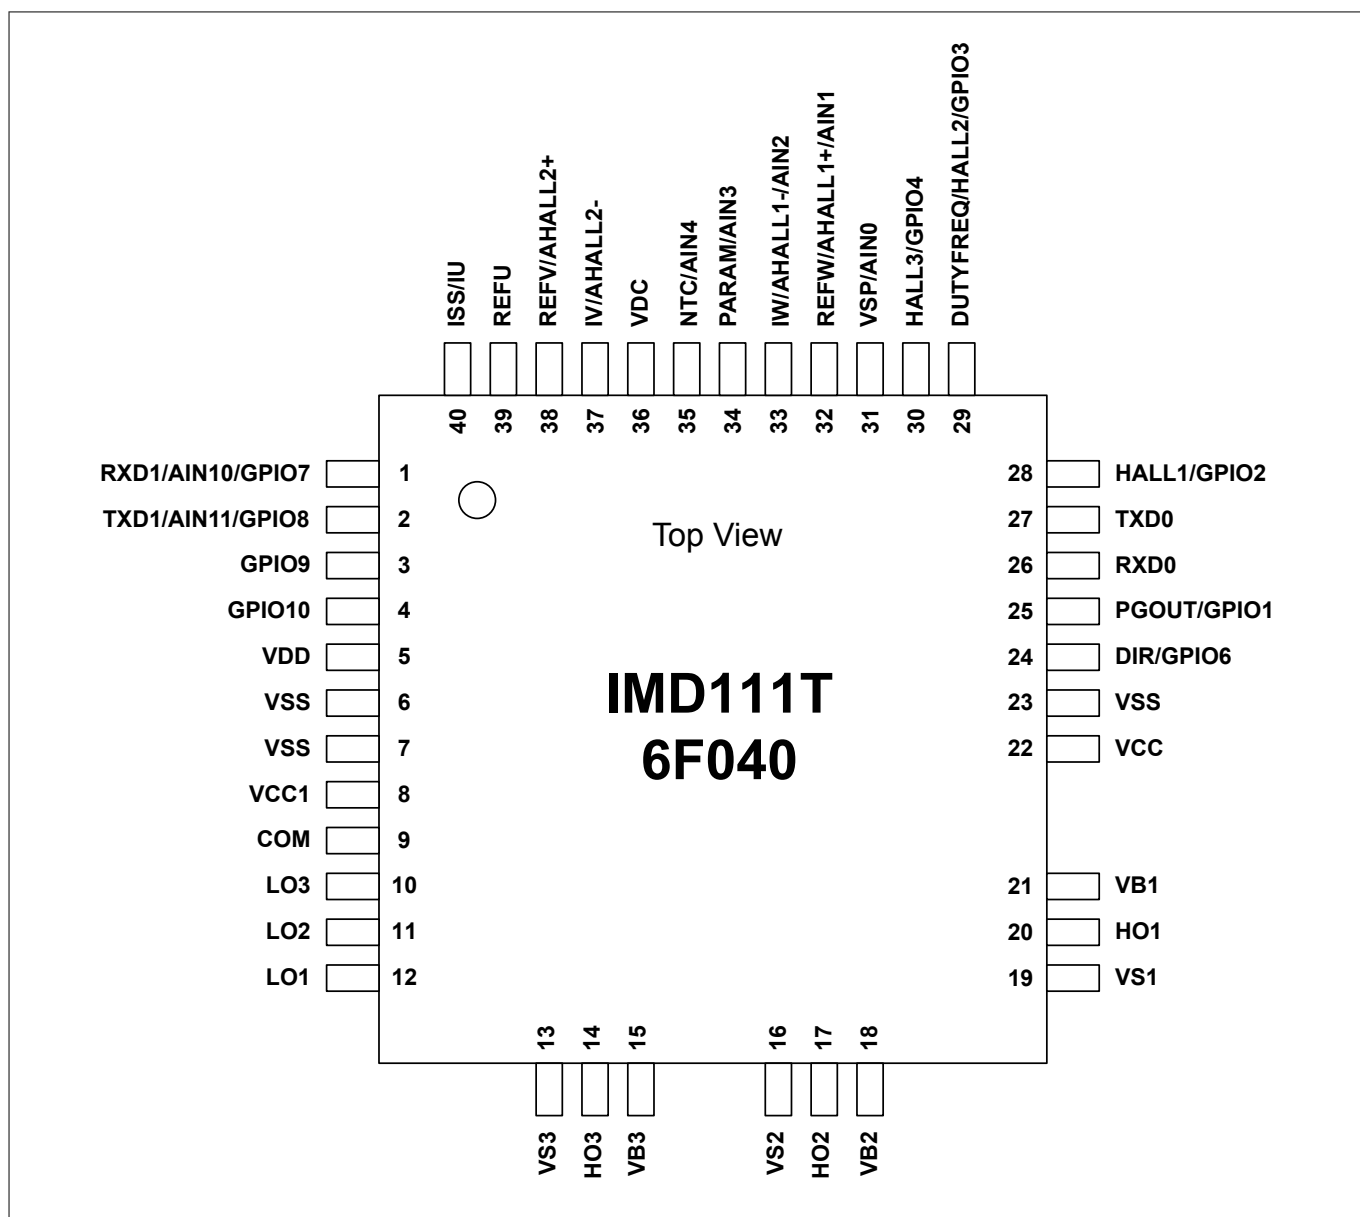 ISS/IU
REFU
REFV/AHALL2+
IV/AHALL2-
VDC
NTC/AIN4
PARAM/AIN3
IW/AHALL1-/AIN2
REFW/AHALL1+/AIN1
VSP/AIN0
HALL3/GPIO4
DUTYFREQ/HALL2/GPIO3
40 39 38 37 36 35 34 33 32 31 30 29
RXD1/AIN10/GPIO7 1
TXD1/AIN11/GPIO8 2
GPIO9 3
GPIO10 4
VDD 5
VSS 6
VSS 7
VCC1 8
COM 9
LO3 10
LO2 11
LO1 12
Top View
IMD111T
6F040
28 HALL1/GPIO2
27 TXD0
26 RXD0
25 PGOUT/GPIO1
24 DIR/GPIO6
23 VSS
22 VCC
21 VB1
20 HO1
19 VS1
13 14 15 16 17 18
VS3
HO3
VB3
VS2
HO2
VB2